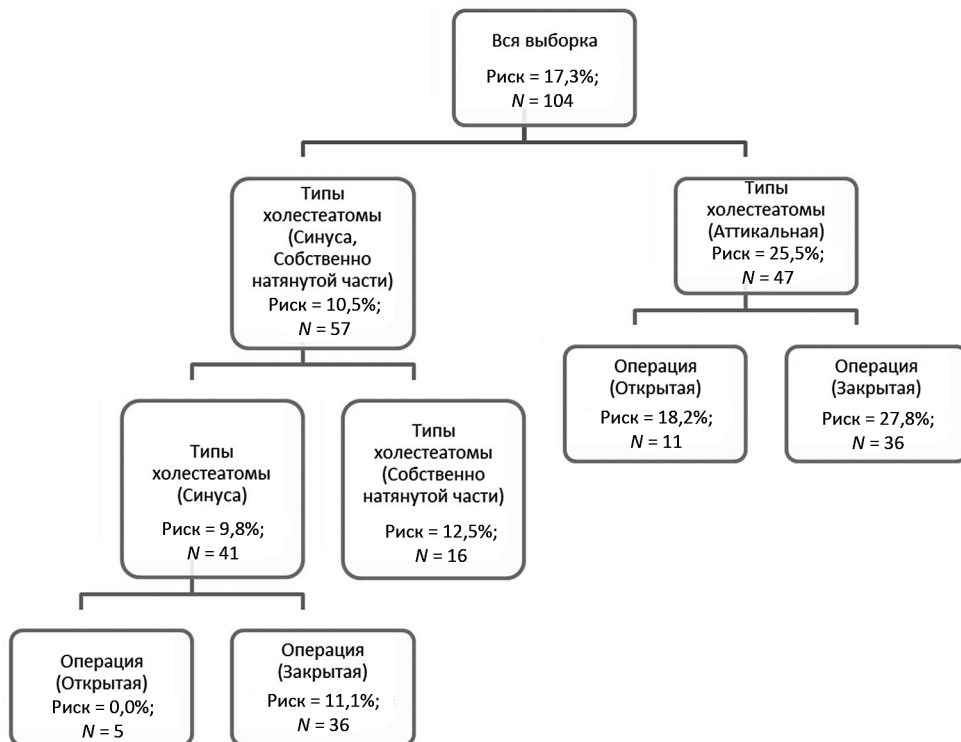 Вся выборка
Риск = 17,3%;
N = 104
Типы
холестеатомы
(Синуса,
Собственно
натянутой части)
Риск = 10,5%;
N = 57
Типы
холестеатомы
(Аттикальная)
Риск = 25,5%;
N = 47
Операция
(Открытая)
Риск = 18,2%;
N = 11
Операция
(Закрытая)
Риск = 27,8%;
N = 36
Типы
холестеатомы
(Синуса)
Риск = 9,8%;
N = 41
Типы
холестеатомы
(Собственно
натянутой части)
Риск = 12,5%;
N = 16
Операция
(Открытая)
Риск = 0,0%;
N = 5
Операция
(Закрытая)
Риск = 11,1%;
N = 36